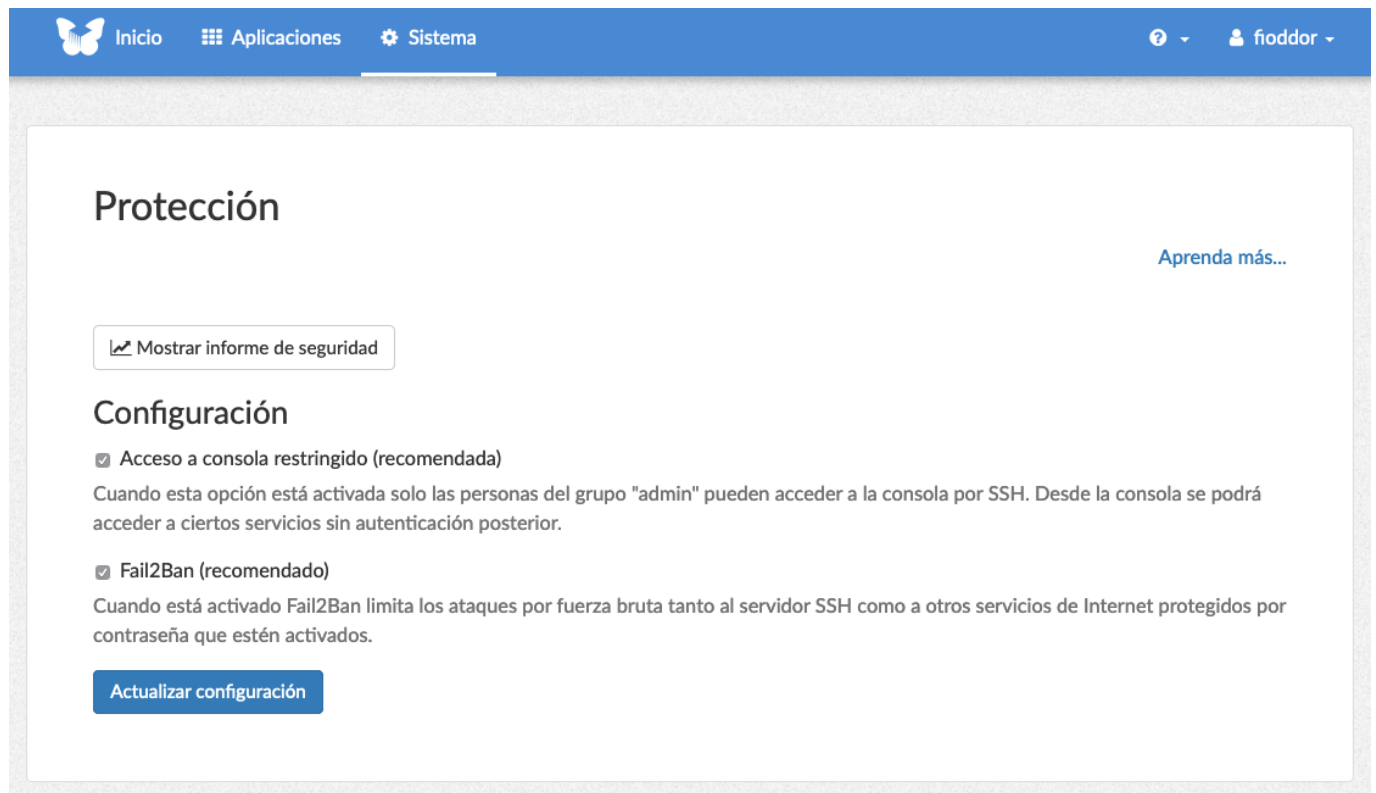 Inicio Aplicaciones Sistema fioddor
Protección
Aprenda más...
Mostrar informe de seguridad
Configuración
Acceso a consola restringido (recomendada)
Cuando esta opción está activada solo las personas del grupo "admin" pueden acceder a la consola por SSH. Desde la consola se podrá
acceder a ciertos servicios sin autenticación posterior.
Fail2Ban (recomendado)
Cuando está activado Fail2Ban limita los ataques por fuerza bruta tanto al servidor SSH como a otros servicios de Internet protegidos por
contraseña que estén activados.
Actualizar configuración